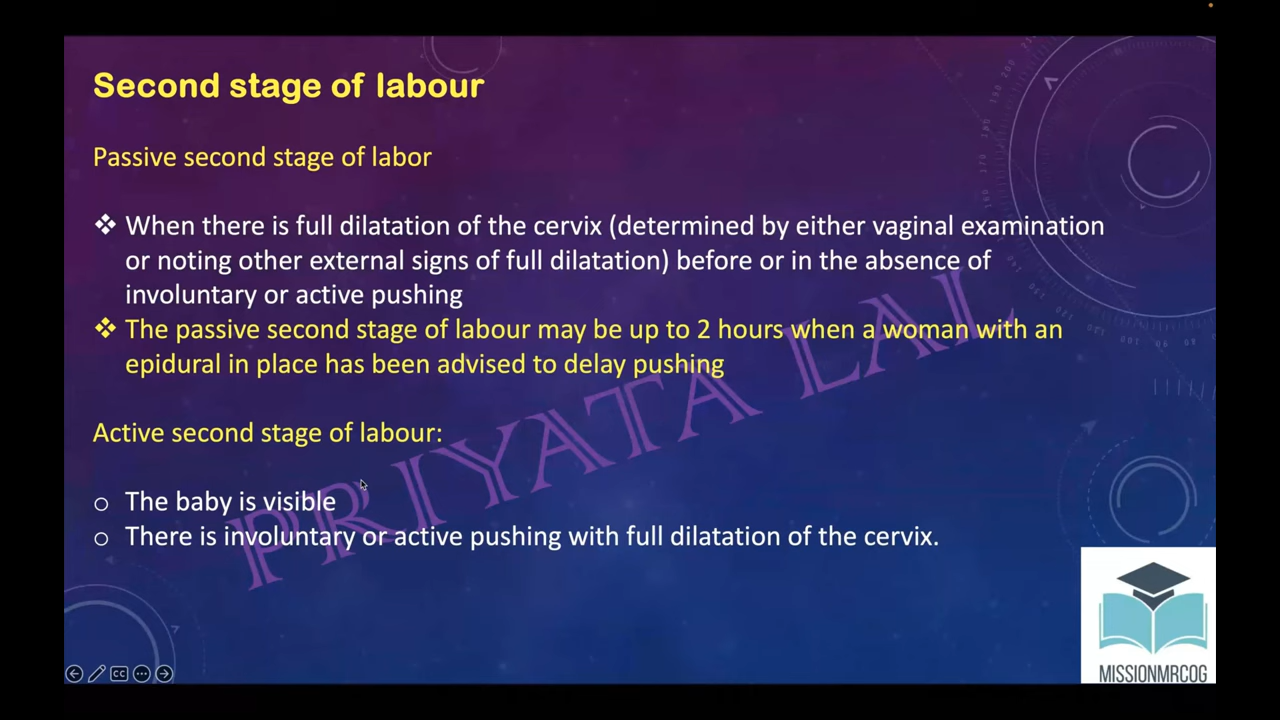 Second stage of labour
Passive second stage of labor
❖ When there is full dilatation of the cervix (determined by either vaginal examination
or noting other external signs of full dilatation) before or in the absence of
involuntary or active pushing
❖ The passive second stage of labour may be up to 2 hours when a woman with an
epidural in place has been advised to delay pushing
Active second stage of labour:
o The baby is visible
o There is involuntary or active pushing with full dilatation of the cervix.
PRIYATA LAL
CC
MISSIONMRCOG